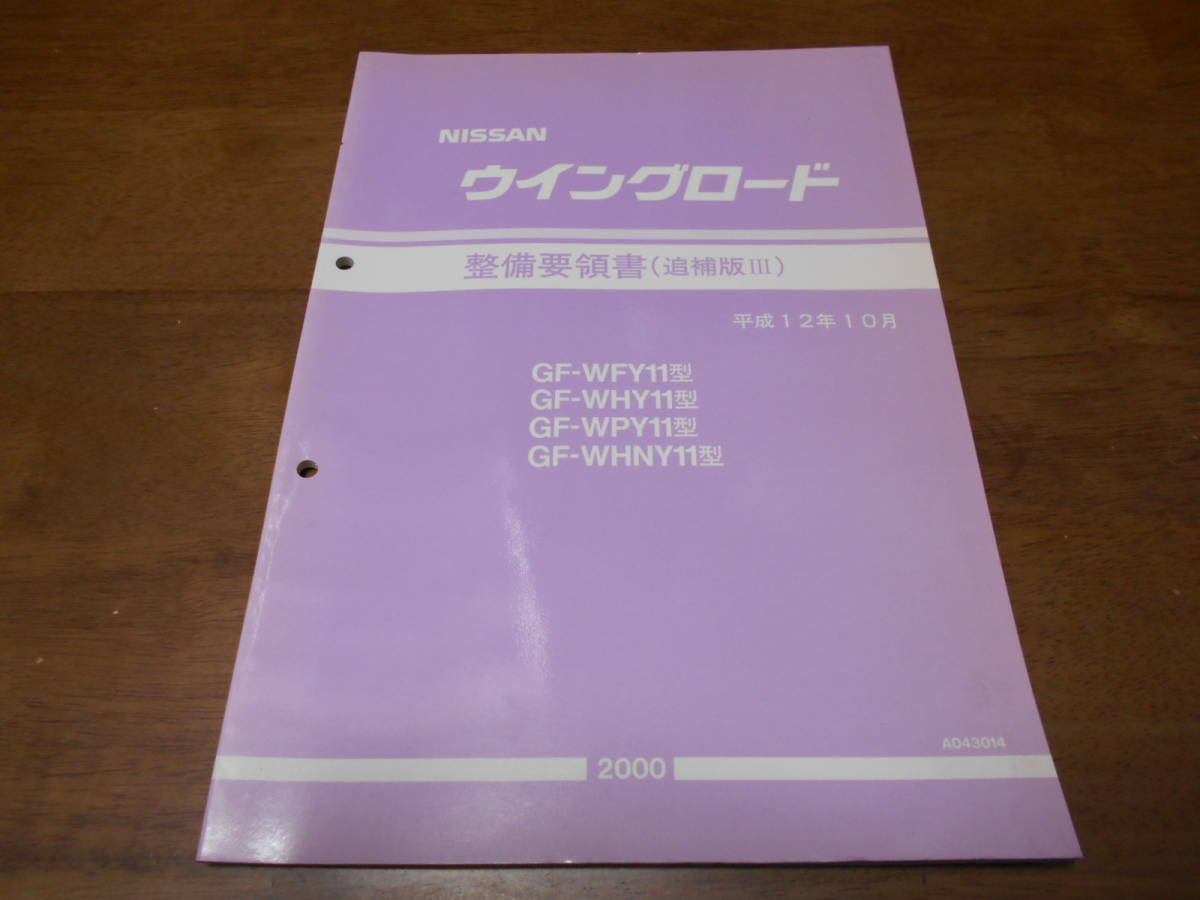 NISSAN
ウイングロード
整備要領書(追補版III)
平成12年10月
GF-WFY11型
GF-WHY11型
GF-WPY11型
GF-WHNY11型
A043014
2000